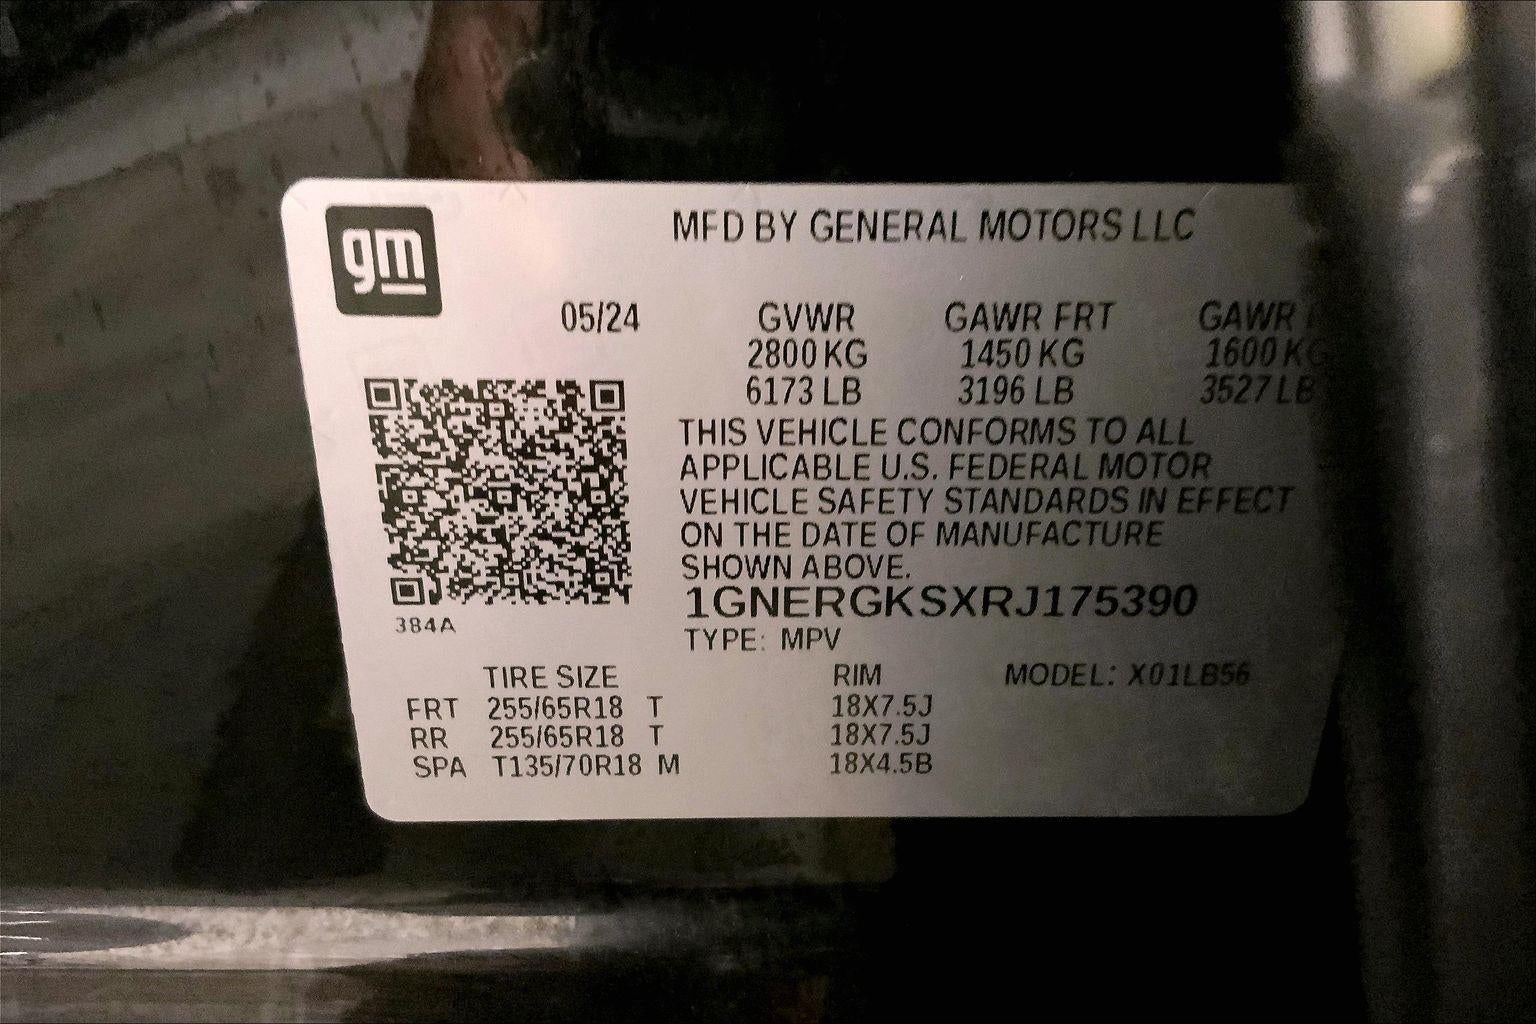 gm
MFD BY GENERAL MOTORS LLC
05/24 GVWR GAWR FRT GAWR
2800 KG 1450 KG 1600 KG
6173 LB 3196 LB 3527 LB
THIS VEHICLE CONFORMS TO ALL
APPLICABLE U.S. FEDERAL MOTOR
VEHICLE SAFETY STANDARDS IN EFFECT
ON THE DATE OF MANUFACTURE
SHOWN ABOVE.
1GNERGKSXRJ175390
384A
TYPE: MPV
TIRE SIZE RIM MODEL: X01LB56
FRT 255/65R18 T 18X7.5J
RR 255/65R18 T 18X7.5J
SPA T135/70R18 M 18X4.5B